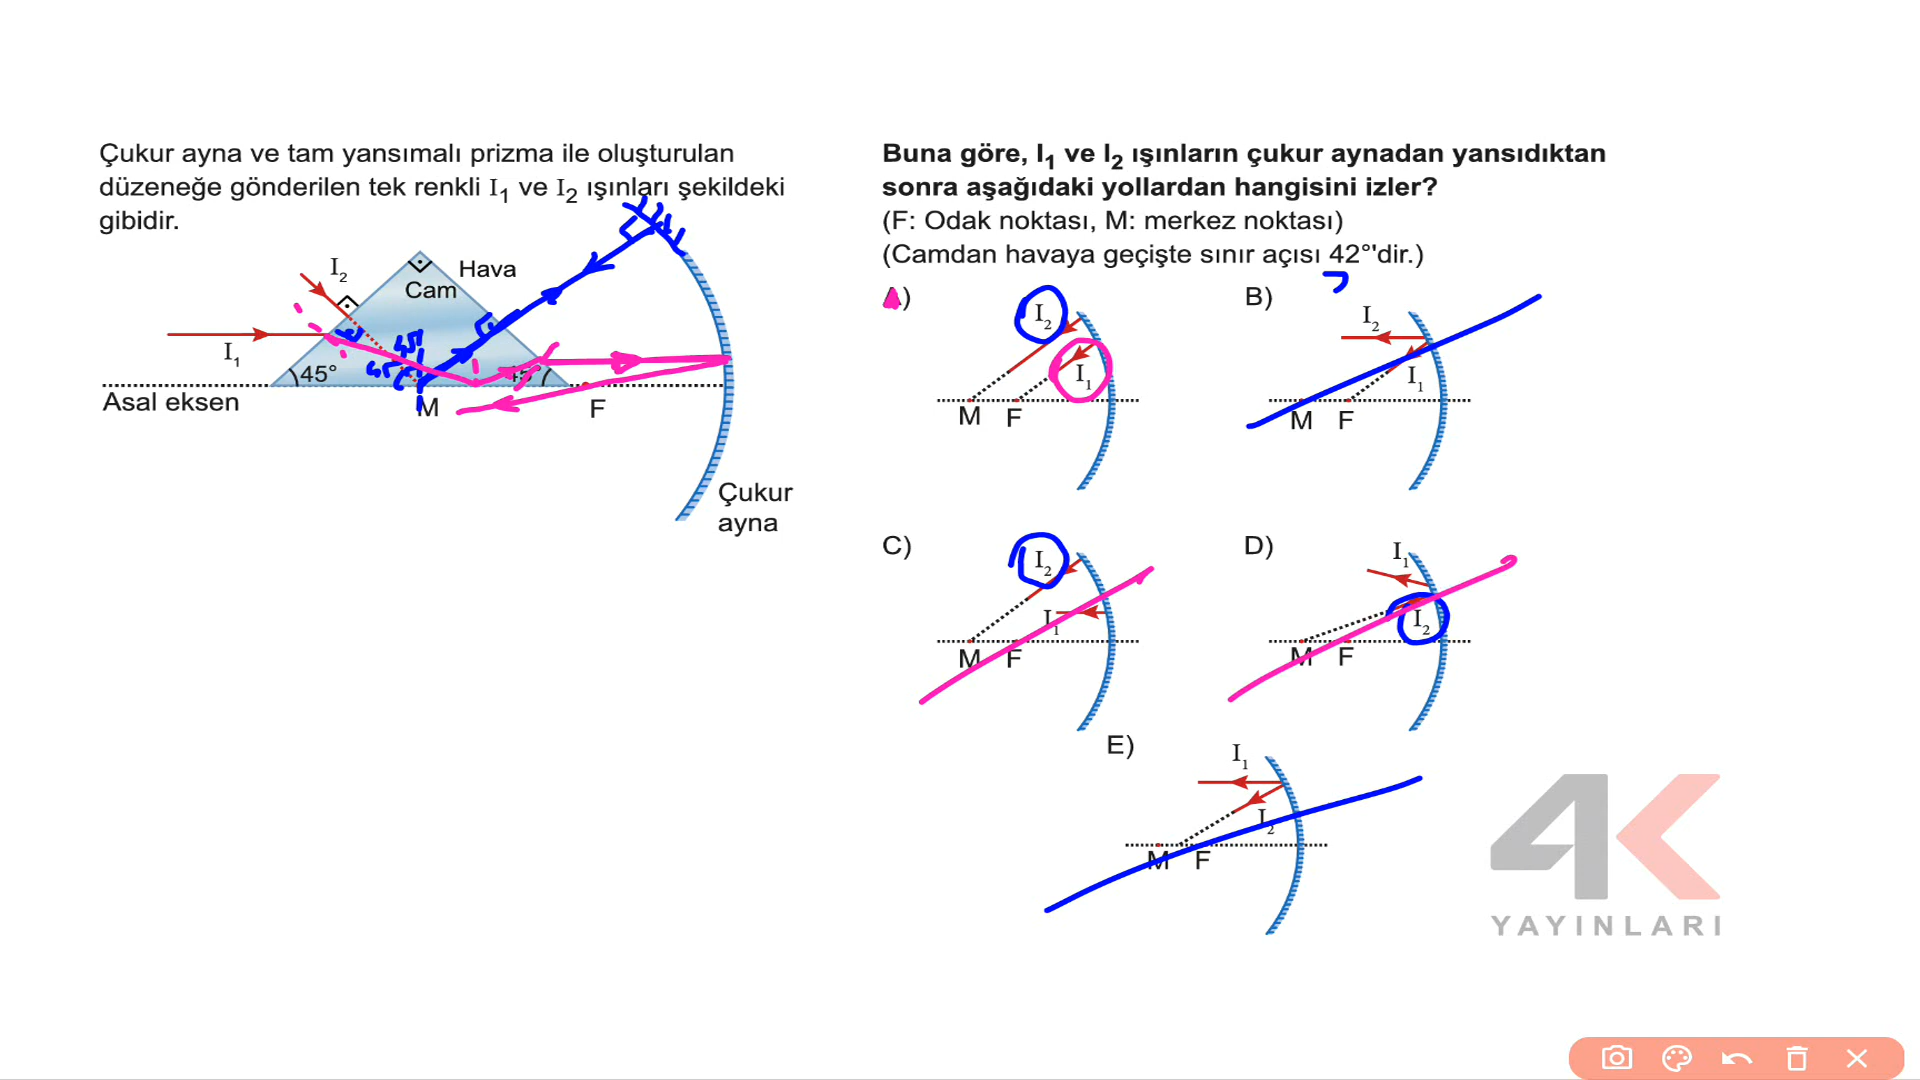 Çukur ayna ve tam yansımalı prizma ile oluşturulan
düzeneğe gönderilen tek renkli I1 ve I2 ışınları şekildeki
gibidir.
I2
Hava
Cam
I1
45°
45°
Asal eksen
M
F
Çukur
ayna
45
45
Buna göre, I1 ve I2 ışınların çukur aynadan yansıdıktan
sonra aşağıdaki yollardan hangisini izler?
(F: Odak noktası, M: merkez noktası)
(Camdan havaya geçişte sınır açısı 42°'dir.)
A)
I2
I1
M F
B)
I2
I1
M F
C)
I2
I1
M F
D)
I1
I2
M F
E)
I1
I2
M F
4K
YAYINLARI